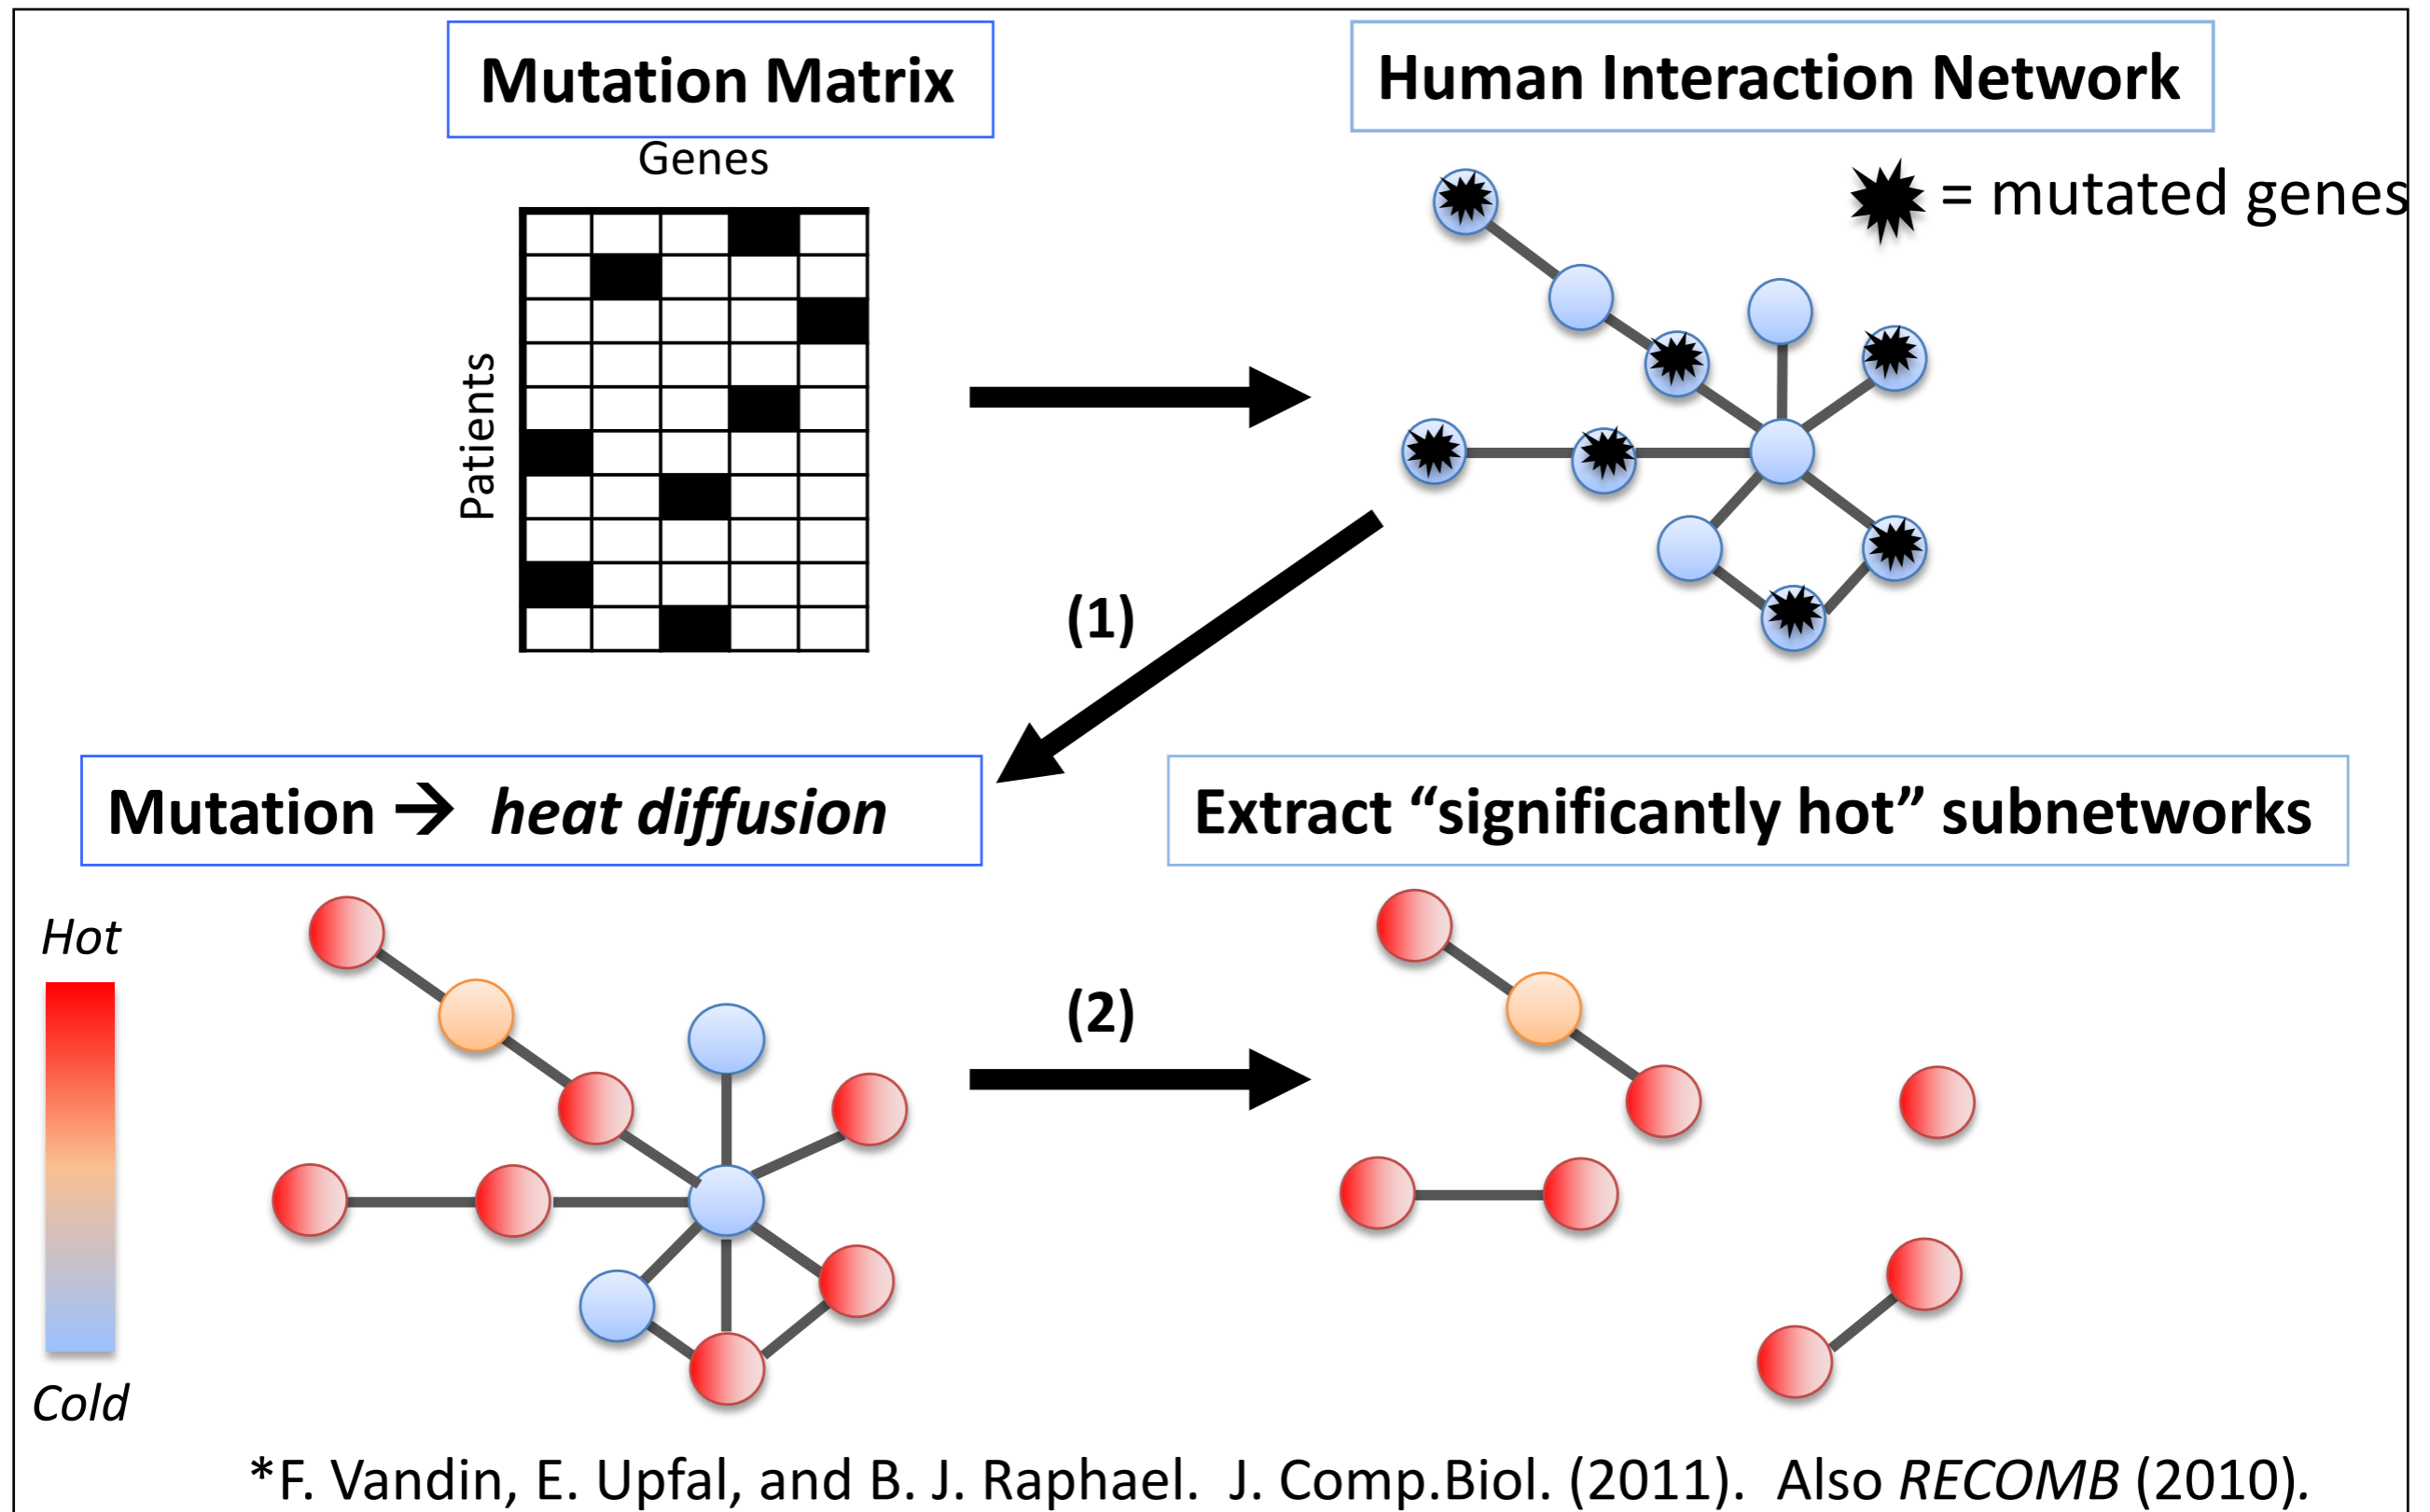 Mutation Matrix
Human Interaction Network
Genes
Patients
= mutated genes
(1)
Mutation → heat diffusion
Extract “significantly hot” subnetworks
Hot
Cold
(2)
*F. Vandin, E. Upfal, and B. J. Raphael. J. Comp.Biol. (2011). Also RECOMB (2010).